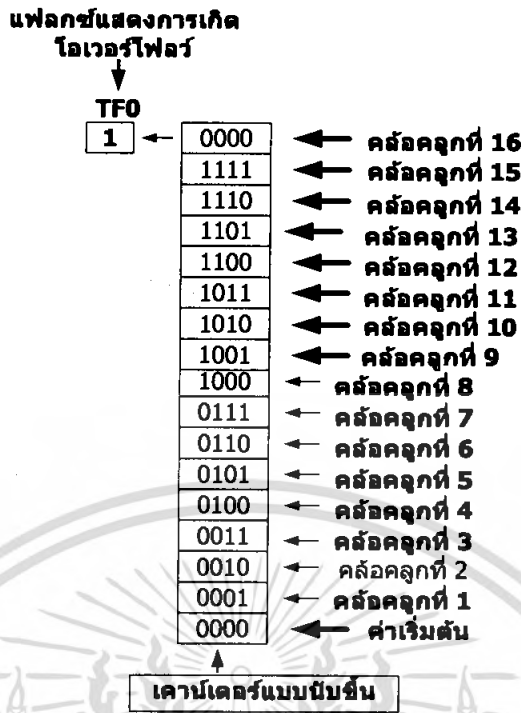 แฟลกซ์แสดงการเกิด
โอเวอร์โฟลว์
TF0
1 0000 คล้อคลูกที่ 16
1111 คล้อคลูกที่ 15
1110 คล้อคลูกที่ 14
1101 คล้อคลูกที่ 13
1100 คล้อคลูกที่ 12
1011 คล้อคลูกที่ 11
1010 คล้อคลูกที่ 10
1001 คล้อคลูกที่ 9
1000 คล้อคลูกที่ 8
0111 คล้อคลูกที่ 7
0110 คล้อคลูกที่ 6
0101 คล้อคลูกที่ 5
0100 คล้อคลูกที่ 4
0011 คล้อคลูกที่ 3
0010 คล้อคลูกที่ 2
0001 คล้อคลูกที่ 1
0000 ค่าเริ่มต้น
เคาน์เตอร์แบบนับขึ้น